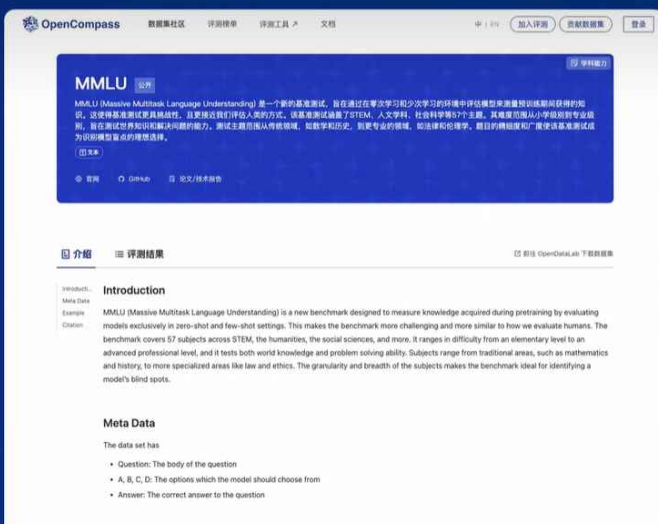 OpenCompass 数据集社区 评测榜单 评测工具 ↗ 文档 中 | EN 加入评测 贡献数据集 登录
学科能力
MMLU 公开
MMLU (Massive Multitask Language Understanding) 是一个新的基准测试，旨在通过在零次学习和少次学习的环境中评估模型来测量预训练期间获得的知
识。这使得基准测试更具挑战性，且更接近我们评估人类的方式。该基准测试涵盖了STEM、人文学科、社会科学等57个主题。其难度范围从小学级别到专业级
别，旨在测试世界知识和解决问题的能力。测试主题范围从传统领域，如数学和历史，到更专业的领域，如法律和伦理学。题目的精细度和广度使该基准测试成
为识别模型盲点的理想选择。
文本
官网 GitHub 论文/技术报告
介绍 评测结果 前往 OpenDataLab 下载数据集
Introducti...
Meta Data
Example
Citation
Introduction
MMLU (Massive Multitask Language Understanding) is a new benchmark designed to measure knowledge acquired during pretraining by evaluating
models exclusively in zero-shot and few-shot settings. This makes the benchmark more challenging and more similar to how we evaluate humans. The
benchmark covers 57 subjects across STEM, the humanities, the social sciences, and more. It ranges in difficulty from an elementary level to an
advanced professional level, and it tests both world knowledge and problem solving ability. Subjects range from traditional areas, such as mathematics
and history, to more specialized areas like law and ethics. The granularity and breadth of the subjects makes the benchmark ideal for identifying a
model's blind spots.
Meta Data
The data set has
• Question: The body of the question
• A, B, C, D: The options which the model should choose from
• Answer: The correct answer to the question